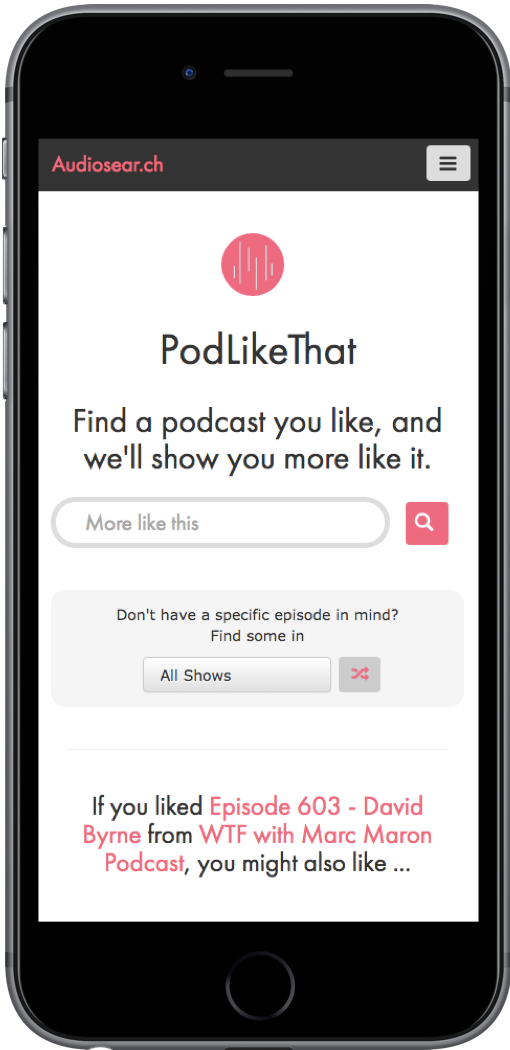 Audiosear.ch
PodLikeThat
Find a podcast you like, and
we'll show you more like it.
More like this
Don't have a specific episode in mind?
Find some in
All Shows
If you liked Episode 603 - David
Byrne from WTF with Marc Maron
Podcast, you might also like ...